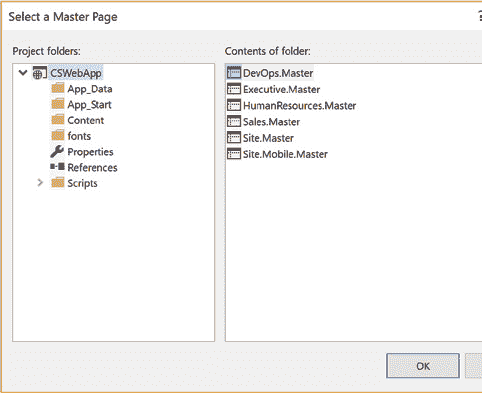 Select a Master Page
?
Project folders:
CSWebApp
App_Data
App_Start
Content
fonts
Properties
References
Scripts
Contents of folder:
DevOps.Master
Executive.Master
HumanResources.Master
Sales.Master
Site.Master
Site.Mobile.Master
OK